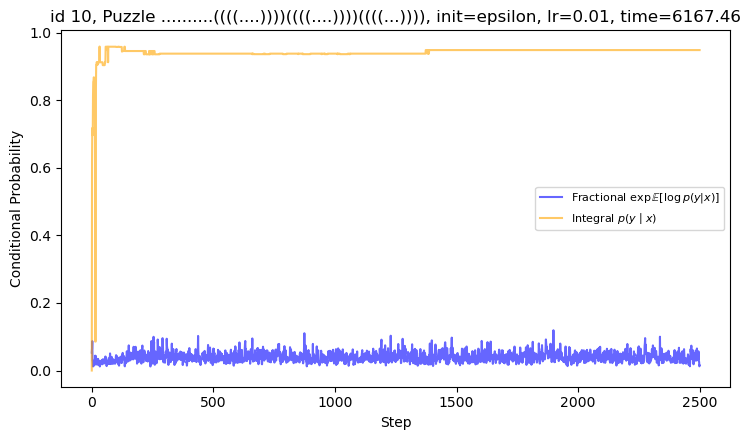 id 10, Puzzle ..........((((....))))((((....))))((((...)))), init=epsilon, lr=0.01, time=6167.46
1.0
0.8
0.6
0.4
0.2
0.0
Conditional Probability
Fractional exp𝔼[log p(y|x)]
Integral p(y | x)
0 500 1000 1500 2000 2500
Step